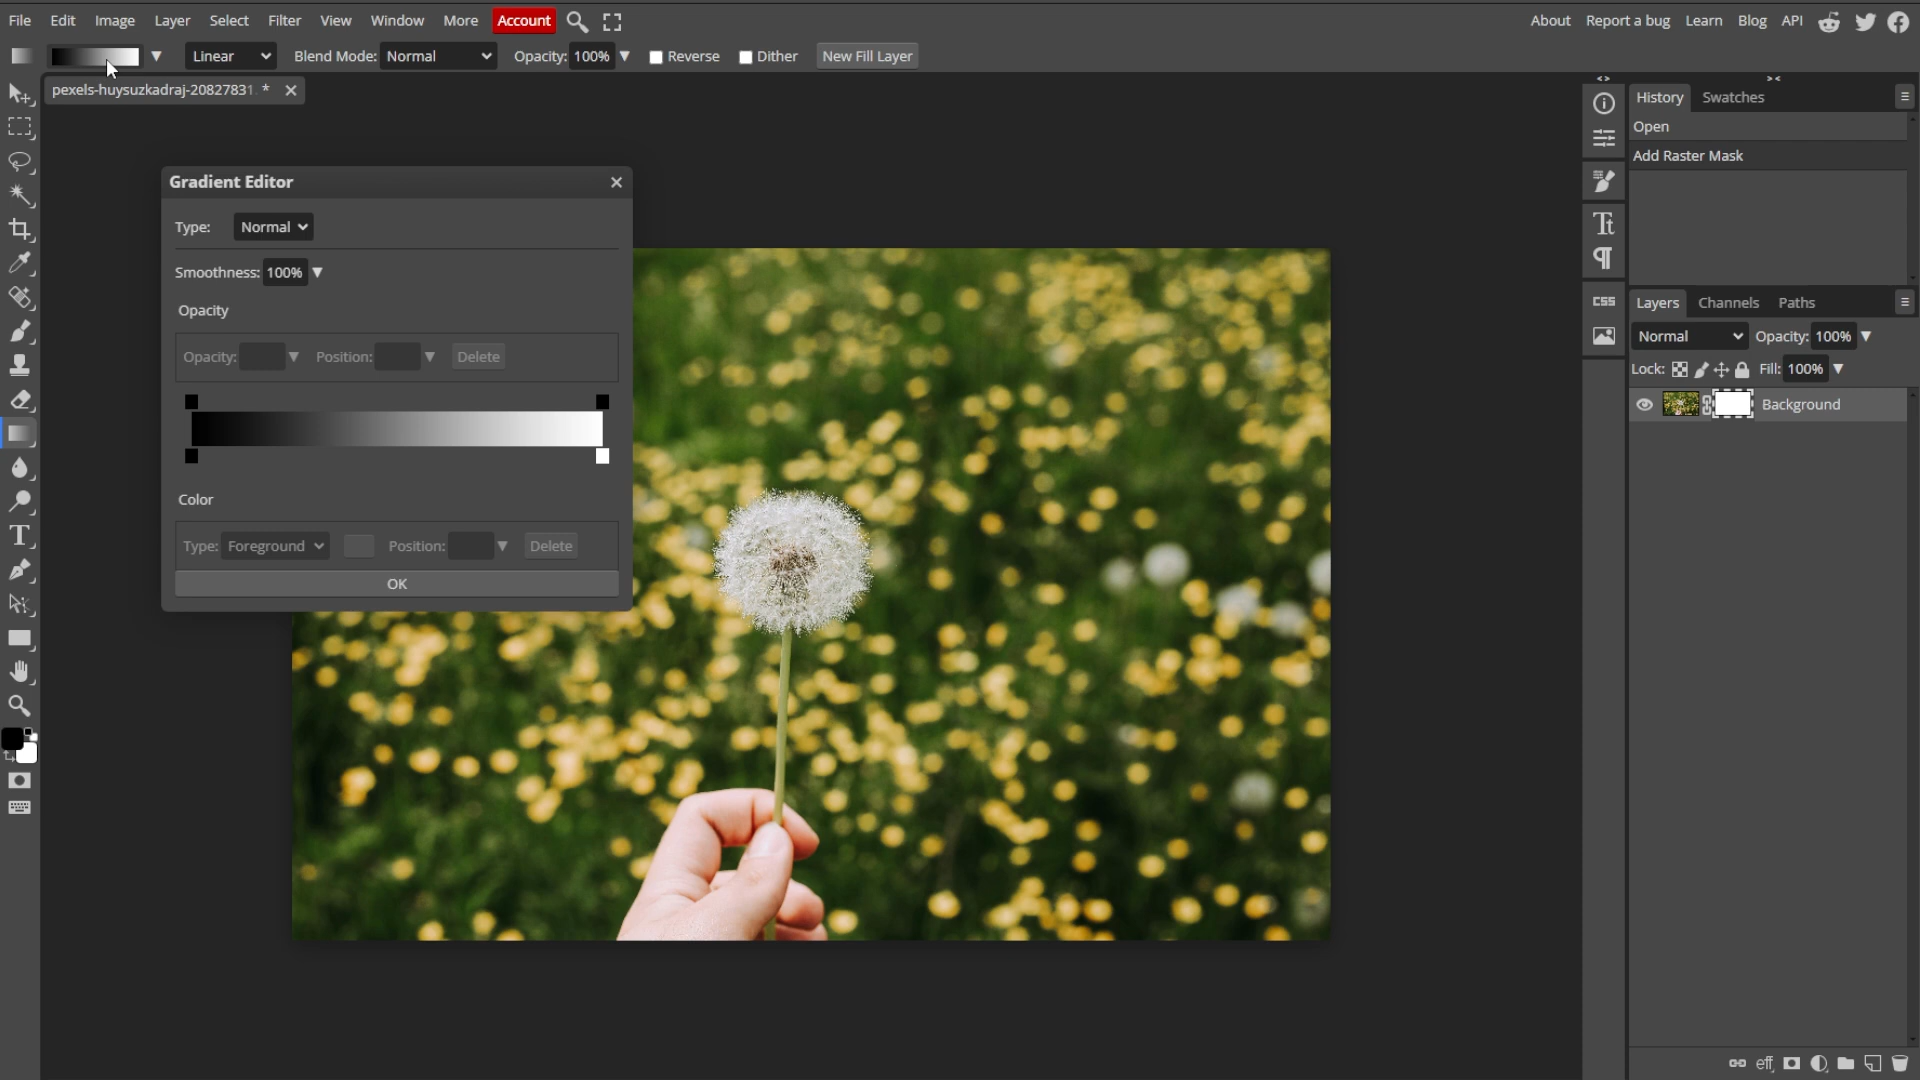 File Edit Image Layer Select Filter View Window More Account About Report a bug Learn Blog API
Linear Blend Mode: Normal Opacity: 100% Reverse Dither New Fill Layer
pexels-huysuzkadraj-20827831. *
History Swatches
Open
Add Raster Mask
Gradient Editor
Type: Normal
Smoothness: 100%
Opacity
Opacity: Position: Delete
Color
Type: Foreground Position: Delete
OK
CSS
Layers Channels Paths
Normal Opacity: 100%
Lock: Fill: 100%
Background
eff